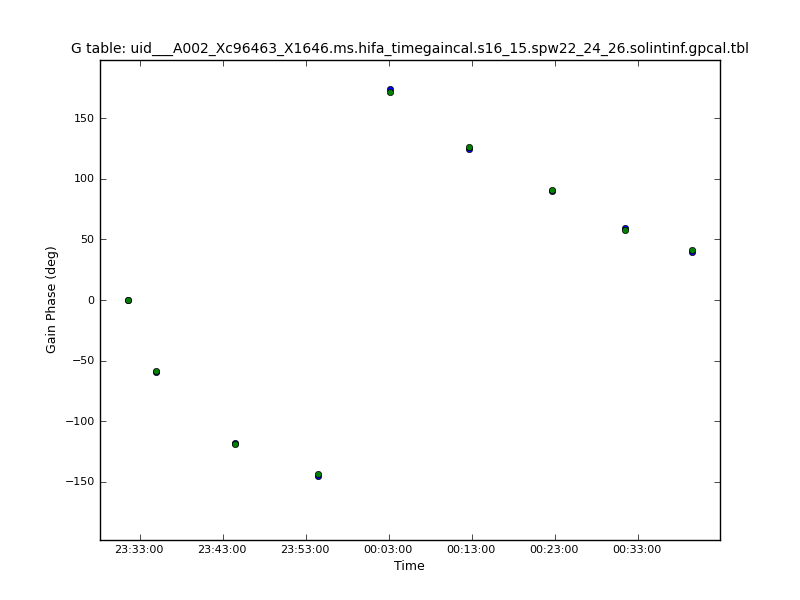 G table: uid___A002_Xc96463_X1646.ms.hifa_timegaincal.s16_15.spw22_24_26.solintinf.gpcal.tbl
150
100
50
0
−50
−100
−150
Gain Phase (deg)
23:33:00 23:43:00 23:53:00 00:03:00 00:13:00 00:23:00 00:33:00
Time